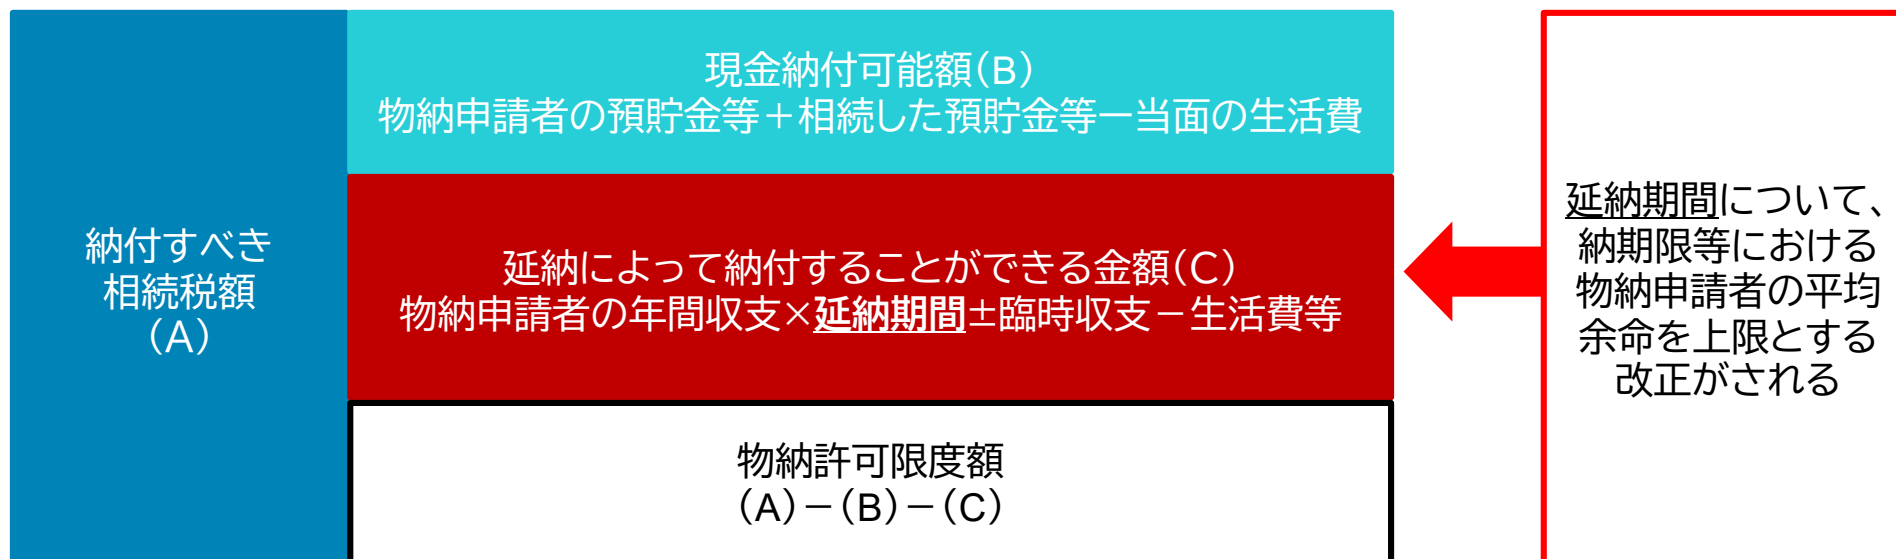 納付すべき
相続税額
（A）
現金納付可能額（B）
物納申請者の預貯金等＋相続した預貯金等ー当面の生活費
延納によって納付することができる金額（C）
物納申請者の年間収支×延納期間±臨時収支－生活費等
物納許可限度額
（A）－（B）－（C）
延納期間について、
納期限等における
物納申請者の平均
余命を上限とする
改正がされる